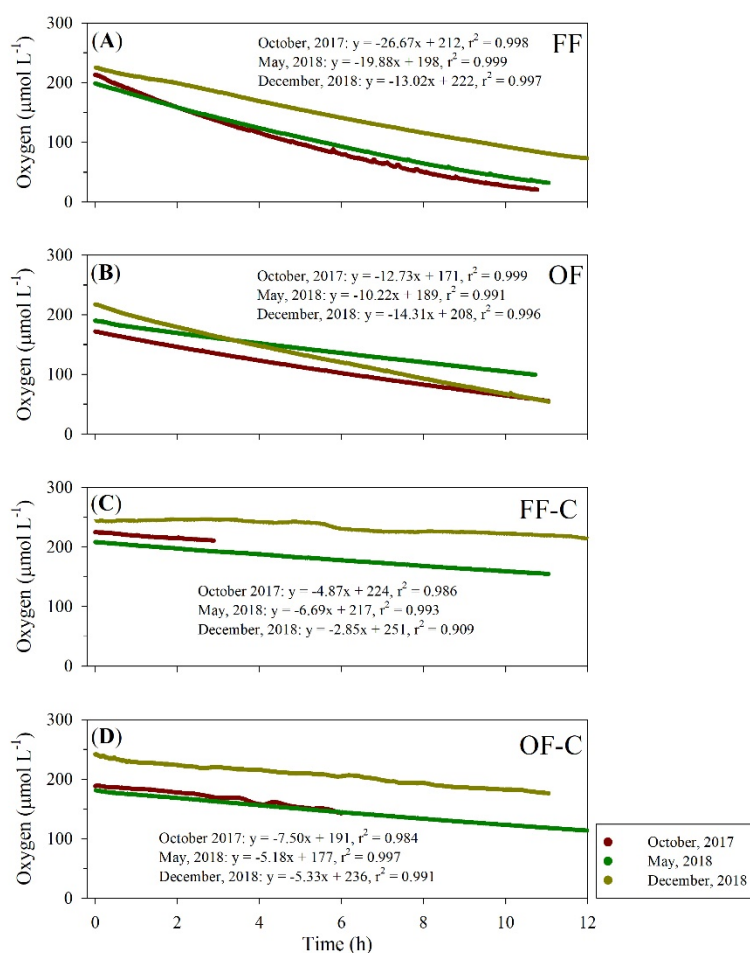 (A)
FF
October, 2017: y = -26.67x + 212, r² = 0.998
May, 2018: y = -19.88x + 198, r² = 0.999
December, 2018: y = -13.02x + 222, r² = 0.997
Oxygen (µmol L⁻¹)
300
200
100
0
0 2 4 6 8 10 12
(B)
OF
October, 2017: y = -12.73x + 171, r² = 0.999
May, 2018: y = -10.22x + 189, r² = 0.991
December, 2018: y = -14.31x + 208, r² = 0.996
Oxygen (µmol L⁻¹)
300
200
100
0
(C)
FF-C
October 2017: y = -4.87x + 224, r² = 0.986
May, 2018: y = -6.69x + 217, r² = 0.993
December, 2018: y = -2.85x + 251, r² = 0.909
Oxygen (µmol L⁻¹)
300
200
100
0
(D)
OF-C
October 2017: y = -7.50x + 191, r² = 0.984
May, 2018: y = -5.18x + 177, r² = 0.997
December, 2018: y = -5.33x + 236, r² = 0.991
Oxygen (µmol L⁻¹)
300
200
100
0
0 2 4 6 8 10 12
Time (h)
October, 2017
May, 2018
December, 2018